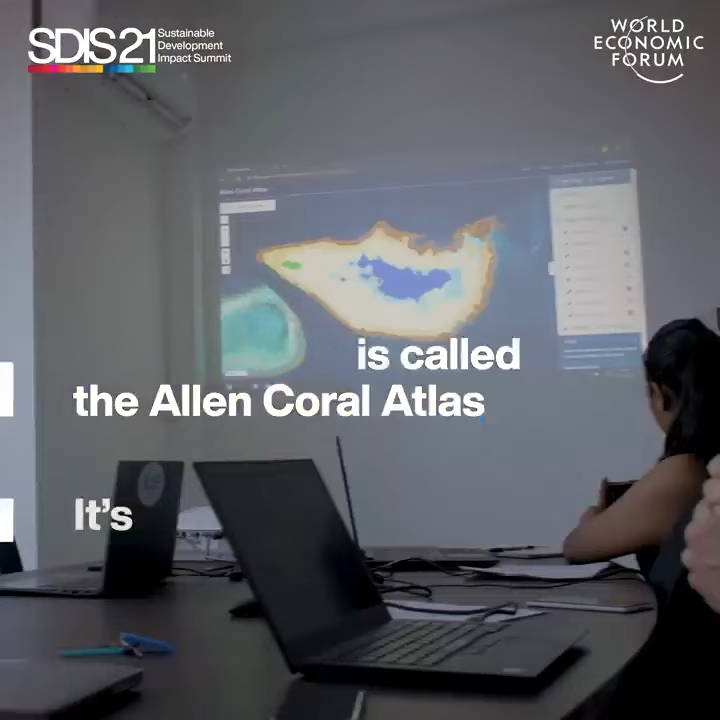 SDIS21
Sustainable
Development
Impact Summit
WORLD
ECONOMIC
FORUM
Allen Coral Atlas
is called
the Allen Coral Atlas
It's